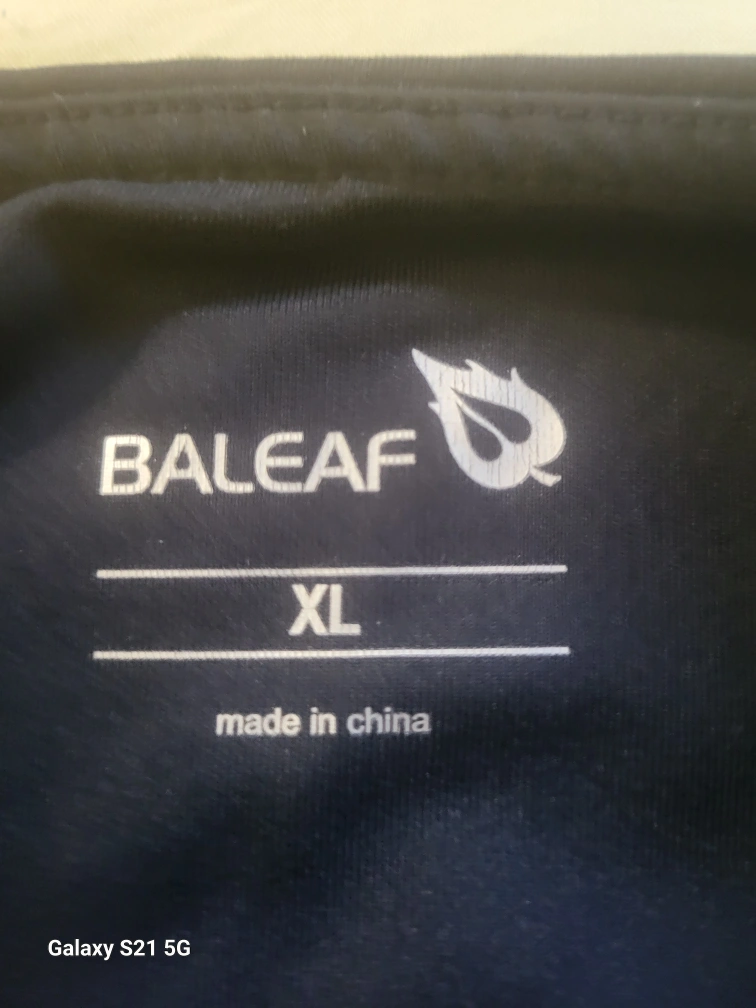 BALEAF
XL
made in china
Galaxy S21 5G